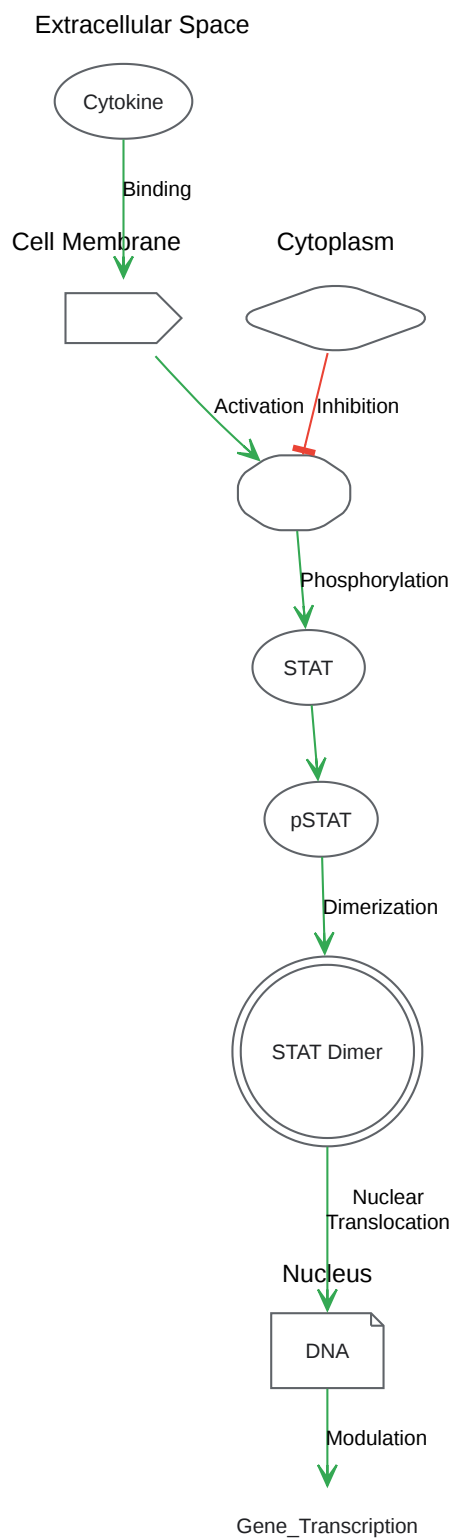 Extracellular Space
Cytokine
Binding
Cell Membrane
Cytoplasm
Activation
Inhibition
Phosphorylation
STAT
pSTAT
Dimerization
STAT Dimer
Nuclear
Translocation
Nucleus
DNA
Modulation
Gene_Transcription